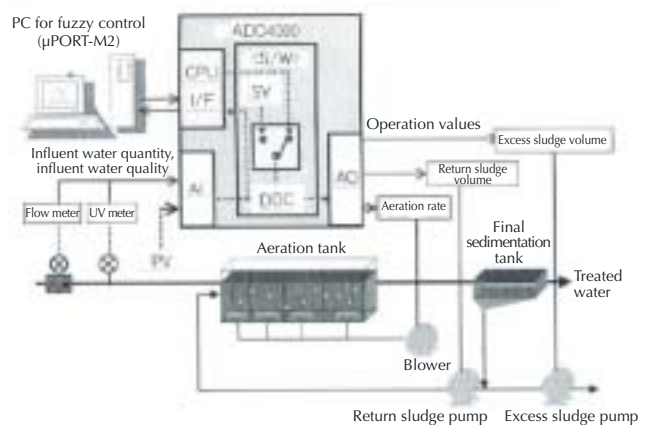 PC for fuzzy control
(μPORT-M2)
ADC4000
(S/W)
CPU
I/F
SV
DDC
AI
AO
PV
Operation values
Excess sludge volume
Return sludge
volume
Aeration rate
Influent water quantity,
influent water quality
Flow meter
UV meter
Aeration tank
Final
sedimentation
tank
Treated
water
Blower
Return sludge pump
Excess sludge pump